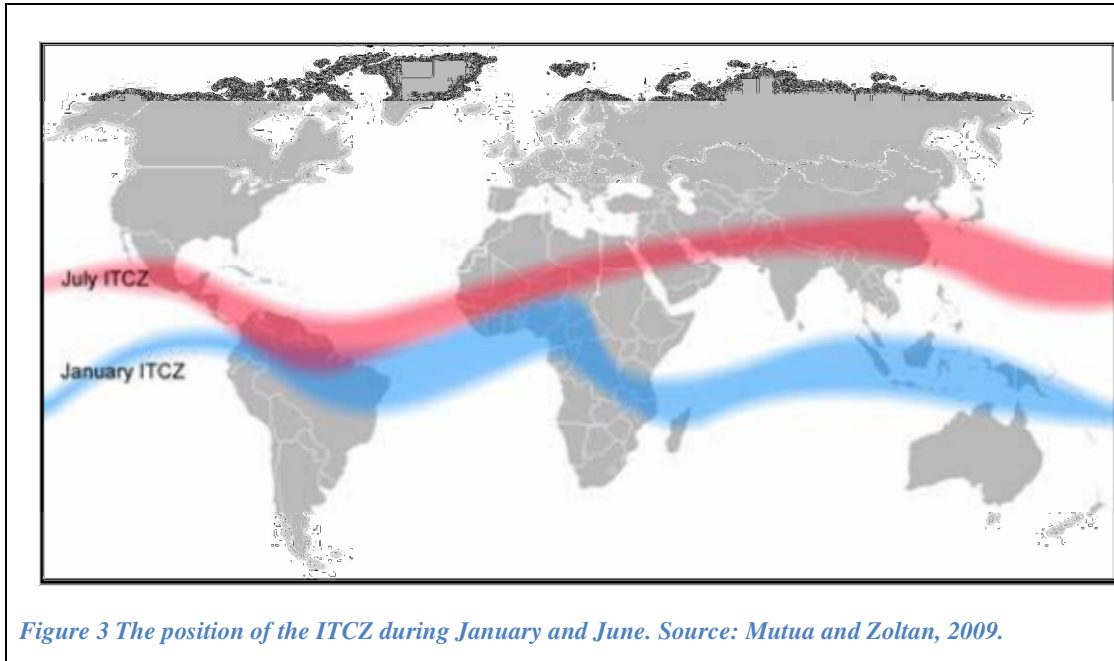 July ITCZ
January ITCZ
Figure 3 The position of the ITCZ during January and June. Source: Mutua and Zoltan, 2009.